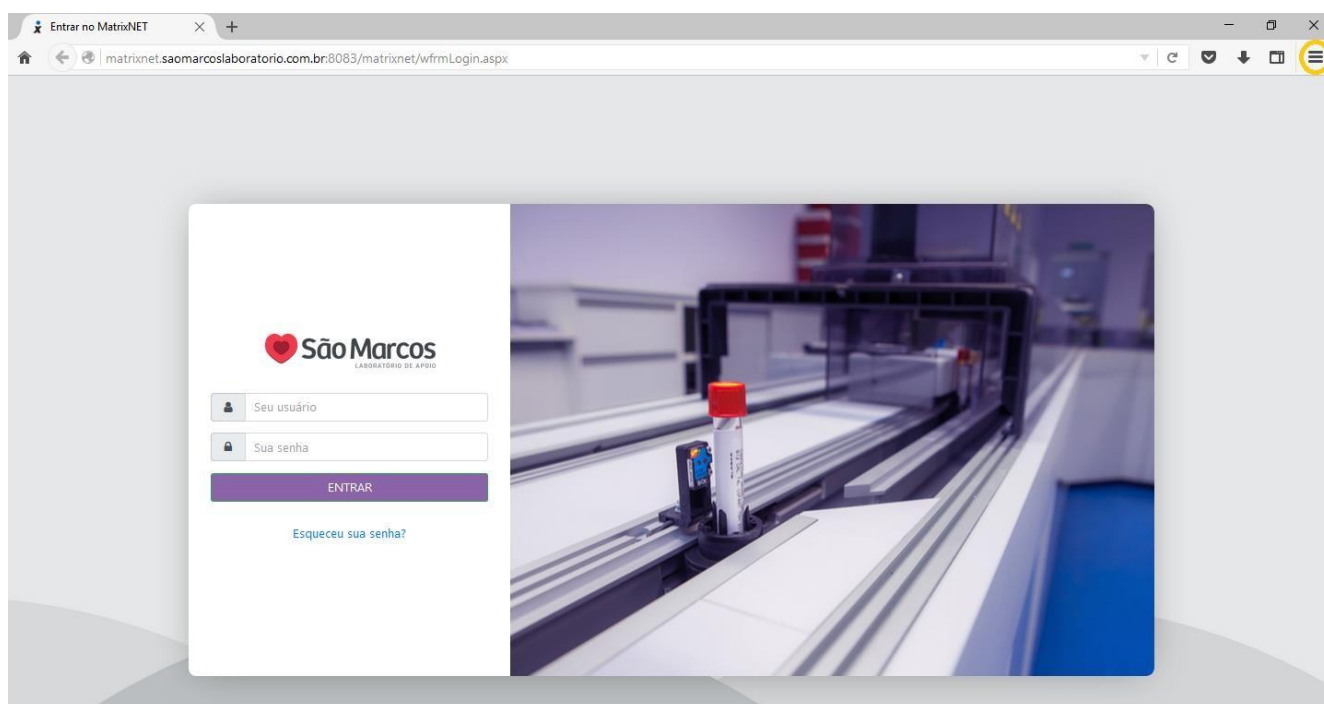 Entrar no MatrixNET
matrixnet.saomarcoslaboratorio.com.br:8083/matrixnet/wfrmLogin.aspx
São Marcos
LABORATÓRIO DE APOIO
Seu usuário
Sua senha
ENTRAR
Esqueceu sua senha?